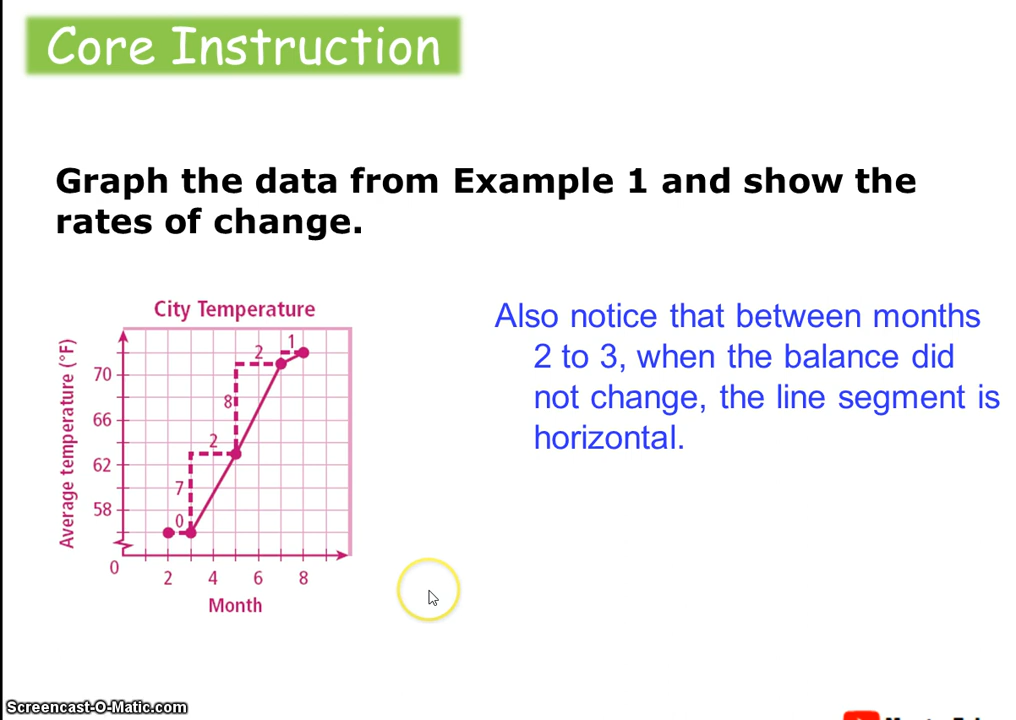 Core Instruction
Graph the data from Example 1 and show the
rates of change.
City Temperature
Average temperature (°F)
70
66
62
58
0
2
4
6
8
Month
0
7
2
8
2
1
Also notice that between months
2 to 3, when the balance did
not change, the line segment is
horizontal.
Screencast-O-Matic.com